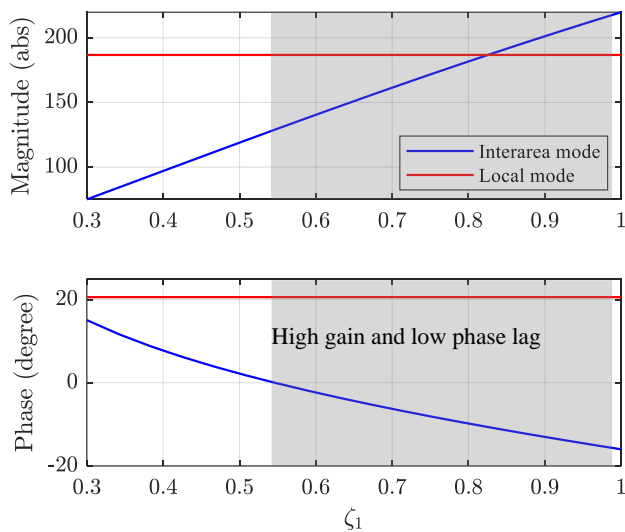 Magnitude (abs)
200
150
100
Interarea mode
Local mode
0.3 0.4 0.5 0.6 0.7 0.8 0.9 1
Phase (degree)
20
0
-20
High gain and low phase lag
0.3 0.4 0.5 0.6 0.7 0.8 0.9 1
ζ₁